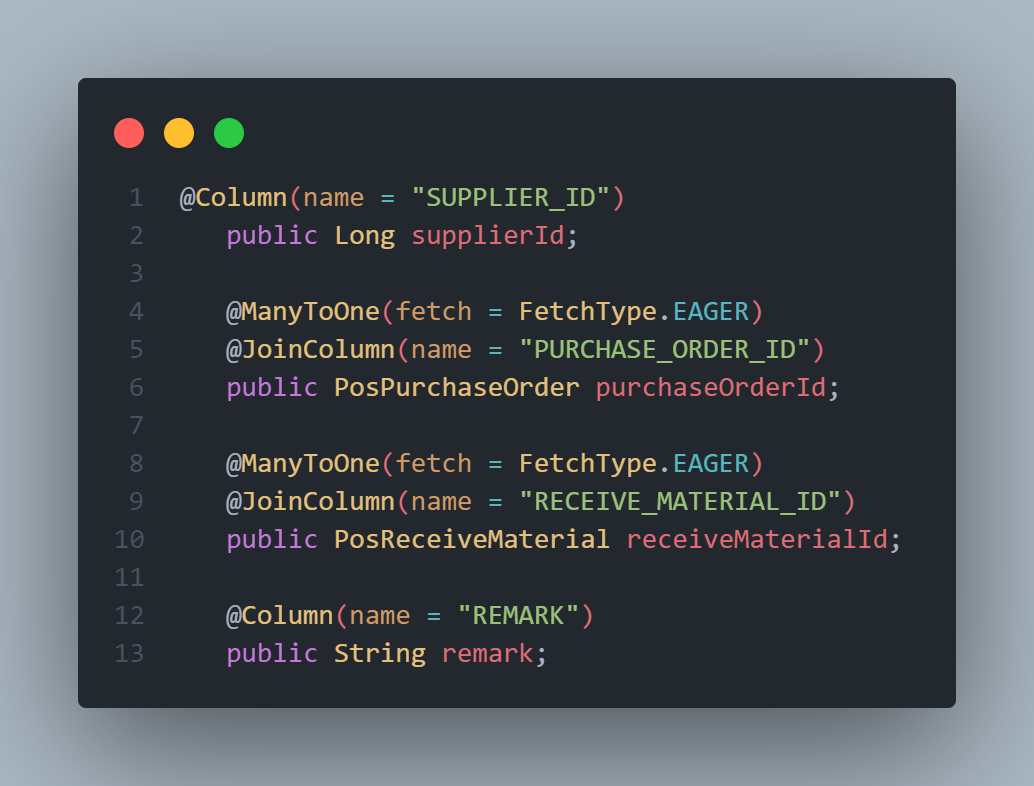 1 @Column(name = "SUPPLIER_ID")
2 public Long supplierId;
3
4 @ManyToOne(fetch = FetchType.EAGER)
5 @JoinColumn(name = "PURCHASE_ORDER_ID")
6 public PosPurchaseOrder purchaseOrderId;
7
8 @ManyToOne(fetch = FetchType.EAGER)
9 @JoinColumn(name = "RECEIVE_MATERIAL_ID")
10 public PosReceiveMaterial receiveMaterialId;
11
12 @Column(name = "REMARK")
13 public String remark;